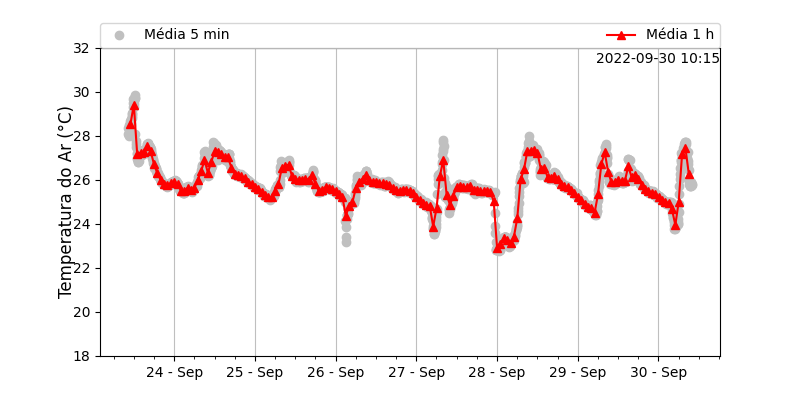 Média 5 min
Média 1 h
2022-09-30 10:15
Temperatura do Ar (°C)
32
30
28
26
24
22
20
18
24 - Sep
25 - Sep
26 - Sep
27 - Sep
28 - Sep
29 - Sep
30 - Sep